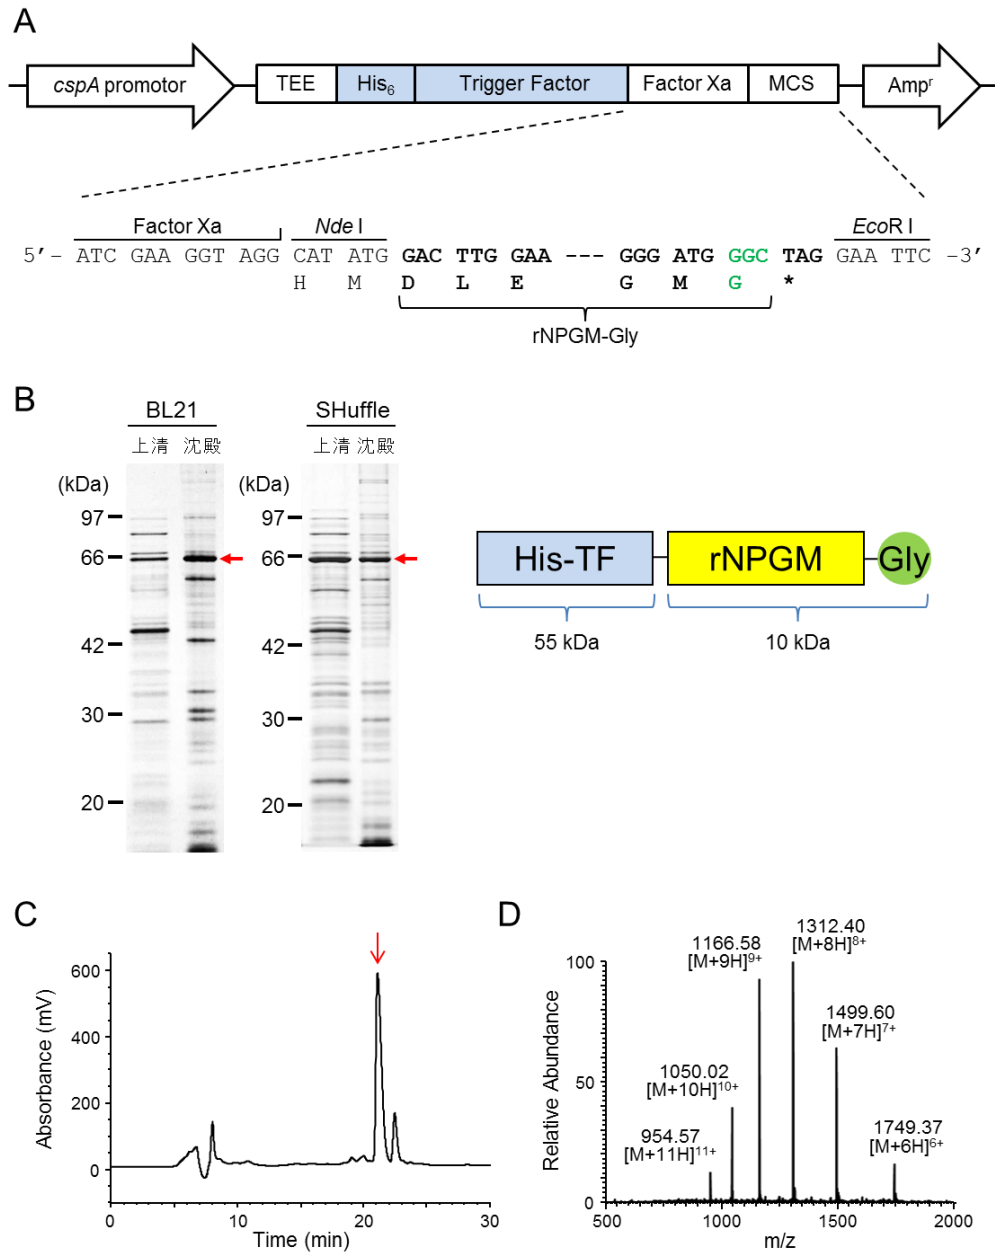 A
cspA promotor
TEE
His6
Trigger Factor
Factor Xa
MCS
Ampr
Factor Xa
Nde I
EcoR I
5’ – ATC GAA GGT AGG CAT ATG GAC TTG GAA --- GGG ATG GGC TAG GAA TTC –3’
H M D L E G M G *
rNPGM-Gly
B
BL21
SHuffle
上清 沈殿
上清 沈殿
(kDa)
97
66
42
30
20
(kDa)
97
66
42
30
20
His-TF
rNPGM
Gly
55 kDa
10 kDa
C
Absorbance (mV)
600
400
200
0
0
10
20
30
Time (min)
D
Relative Abundance
100
50
0
954.57
[M+11H]11+
1050.02
[M+10H]10+
1166.58
[M+9H]9+
1312.40
[M+8H]8+
1499.60
[M+7H]7+
1749.37
[M+6H]6+
500
1000
1500
2000
m/z